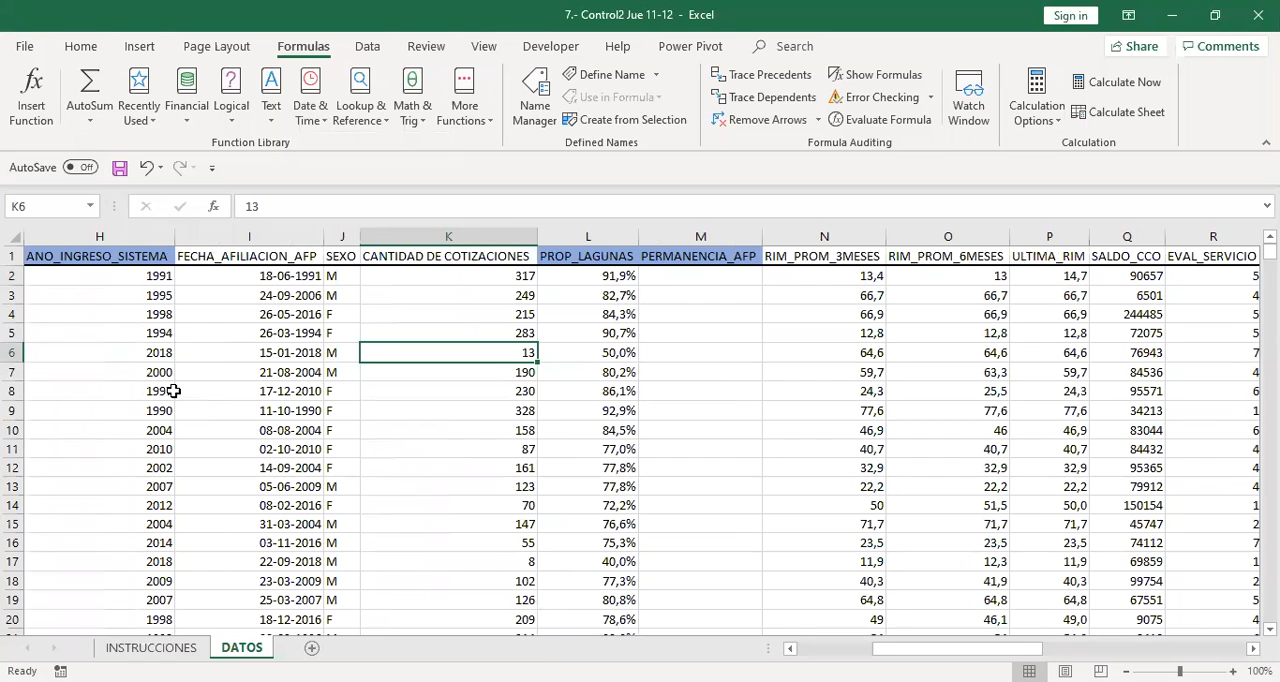 7.- Control2 Jue 11-12 - Excel
Sign in
File Home Insert Page Layout Formulas Data Review View Developer Help Power Pivot Search Share Comments
Insert Function
AutoSum
Recently Used
Financial
Logical
Text
Date & Time
Lookup & Reference
Math & Trig
More Functions
Function Library
Name Manager
Define Name
Use in Formula
Create from Selection
Defined Names
Trace Precedents
Trace Dependents
Remove Arrows
Show Formulas
Error Checking
Evaluate Formula
Watch Window
Formula Auditing
Calculation Options
Calculate Now
Calculate Sheet
Calculation
AutoSave Off
K6 fx 13
H I J K L M N O P Q R
1 ANO_INGRESO_SISTEMA FECHA_AFILIACION_AFP SEXO CANTIDAD DE COTIZACIONES PROP_LAGUNAS PERMANENCIA_AFP RIM_PROM_3MESES RIM_PROM_6MESES ULTIMA_RIM SALDO_CCO EVAL_SERVICIO
2 1991 18-06-1991 M 317 91,9% 13,4 13 14,7 90657 5
3 1995 24-09-2006 M 249 82,7% 66,7 66,7 66,7 6501 4
4 1998 26-05-2016 F 215 84,3% 66,9 66,9 66,9 244485 5
5 1994 26-03-1994 F 283 90,7% 12,8 12,8 12,8 72075 5
6 2018 15-01-2018 M 13 50,0% 64,6 64,6 64,6 76943 7
7 2000 21-08-2004 M 190 80,2% 59,7 63,3 59,7 84536 4
8 17-12-2010 F 230 86,1% 24,3 25,5 24,3 95571 6
9 1990 11-10-1990 F 328 92,9% 77,6 77,6 77,6 34213 1
10 2004 08-08-2004 F 158 84,5% 46,9 46 46,9 83044 6
11 2010 02-10-2010 F 87 77,0% 40,7 40,7 40,7 84432 4
12 2002 14-09-2004 F 161 77,8% 32,9 32,9 32,9 95365 4
13 2007 05-06-2009 M 123 77,8% 22,2 22,2 22,2 79912 4
14 2012 08-02-2016 F 70 72,2% 50 51,5 50,0 150154 1
15 2004 31-03-2004 M 147 76,6% 71,7 71,7 71,7 45747 2
16 2014 03-11-2016 M 55 75,3% 23,5 23,5 23,5 74112 7
17 2018 22-09-2018 M 8 40,0% 11,9 12,3 11,9 69859 1
18 2009 23-03-2009 M 102 77,3% 40,3 41,9 40,3 99754 2
19 2007 25-03-2007 M 126 80,8% 64,8 64,8 64,8 67551 5
20 1998 18-12-2016 F 209 78,6% 49 46,1 49,0 9075 4
INSTRUCCIONES DATOS
Ready 100%